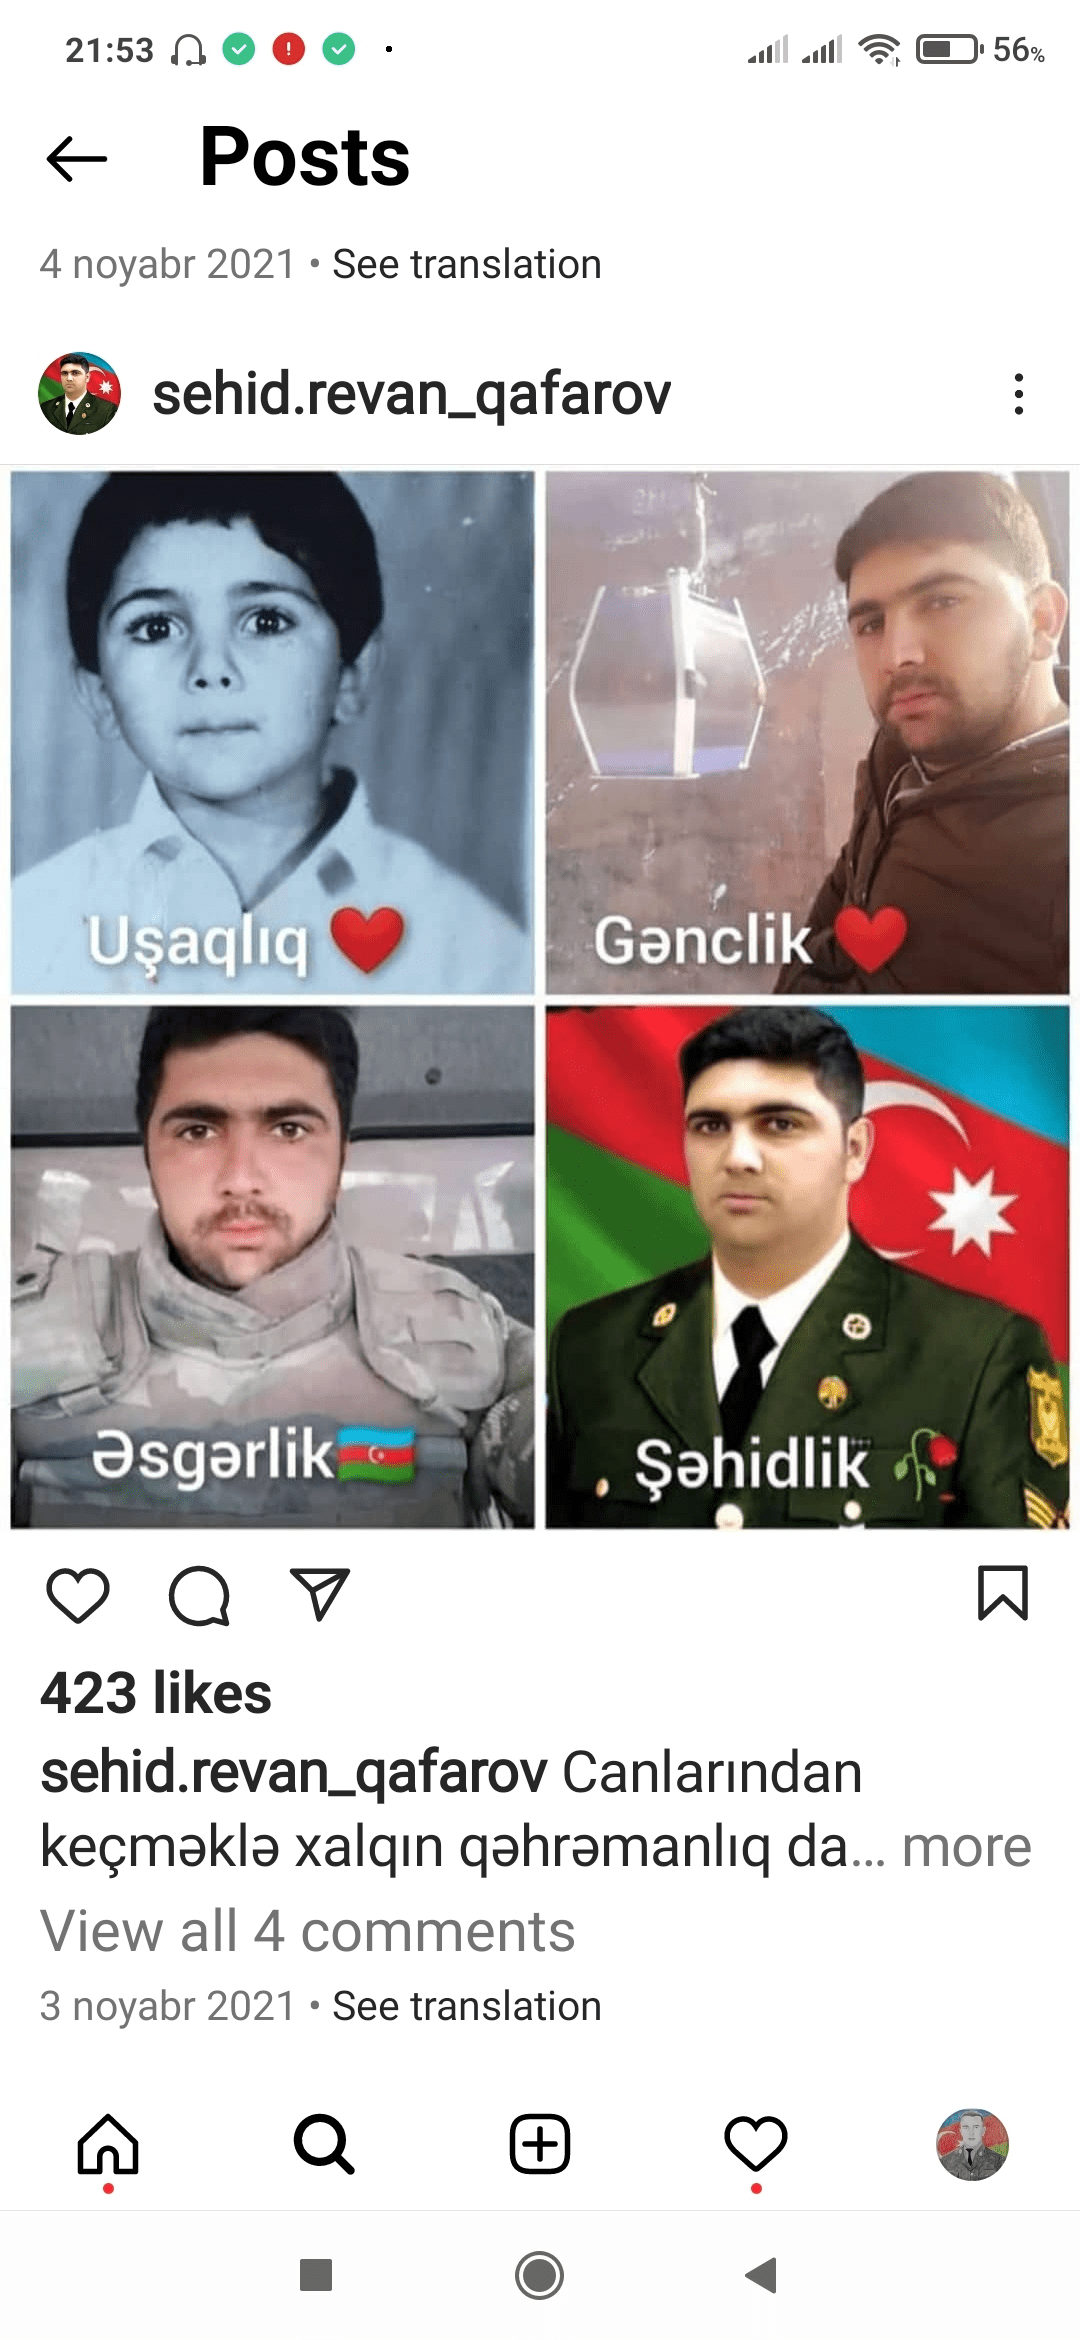 21:53
56%
Posts
4 noyabr 2021 • See translation
sehid.revan_qafarov
Uşaqlıq
Gənclik
Əsgərlik
Şəhidlik
423 likes
sehid.revan_qafarov Canlarından
keçməklə xalqın qəhrəmanlıq da... more
View all 4 comments
3 noyabr 2021 • See translation